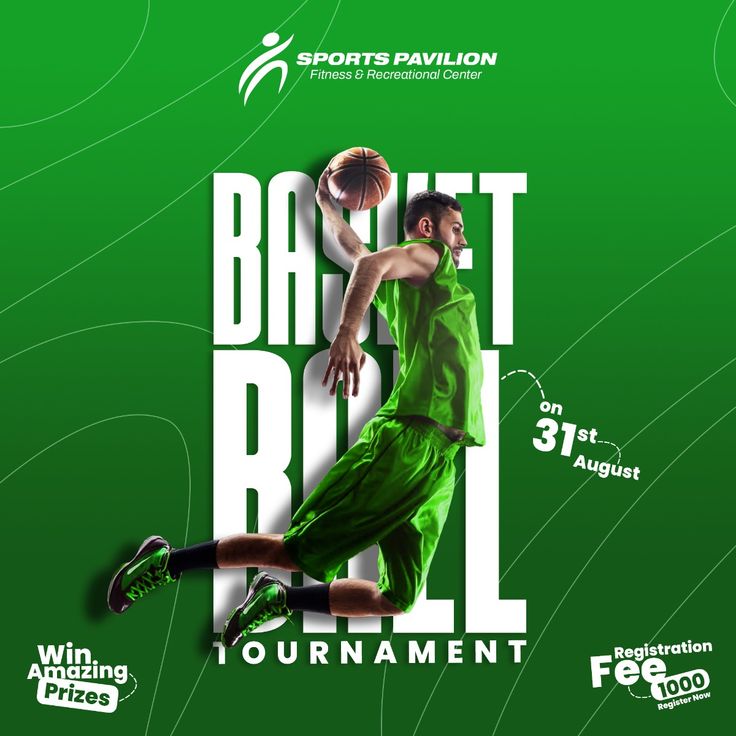 SPORTS PAVILION
Fitness & Recreational Center
BASKET
BALL
TOURNAMENT
on
31st
August
Win
Amazing
Prizes
Registration
Fee
1000
Register Now